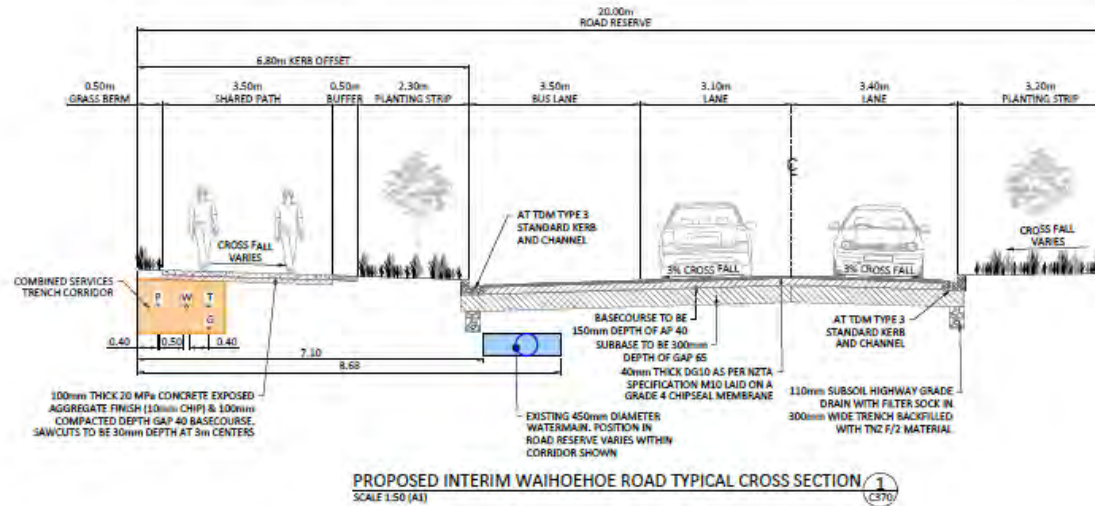 20.00m
ROAD RESERVE
6.80m KERB OFFSET
0.50m
GRASS BERM
3.50m
SHARED PATH
0.50m
BUFFER
2.30m
PLANTING STRIP
3.50m
BUS LANE
3.10m
LANE
3.40m
LANE
3.20m
PLANTING STRIP
CL
AT TDM TYPE 3
STANDARD KERB
AND CHANNEL
CROSS FALL
VARIES
CROSS FALL
VARIES
3% CROSS FALL
3% CROSS FALL
COMBINED SERVICES
TRENCH CORRIDOR
P W T
G
0.40 0.50 0.40
7.10
8.68
BASECOURSE TO BE
150mm DEPTH OF AP 40
SUBBASE TO BE 300mm
DEPTH OF GAP 65
40mm THICK DG10 AS PER NZTA
SPECIFICATION M10 LAID ON A
GRADE 4 CHIPSEAL MEMBRANE
AT TDM TYPE 3
STANDARD KERB
AND CHANNEL
100mm THICK 20 MPa CONCRETE EXPOSED
AGGREGATE FINISH (10mm CHIP) & 100mm
COMPACTED DEPTH GAP 40 BASECOURSE.
SAWCUTS TO BE 30mm DEPTH AT 3m CENTERS
EXISTING 450mm DIAMETER
WATERMAIN. POSITION IN
ROAD RESERVE VARIES WITHIN
CORRIDOR SHOWN
110mm SUBSOIL HIGHWAY GRADE
DRAIN WITH FILTER SOCK IN
300mm WIDE TRENCH BACKFILLED
WITH TNZ F/2 MATERIAL
PROPOSED INTERIM WAIHOEHOE ROAD TYPICAL CROSS SECTION
SCALE 1:50 (A1)
1
C370